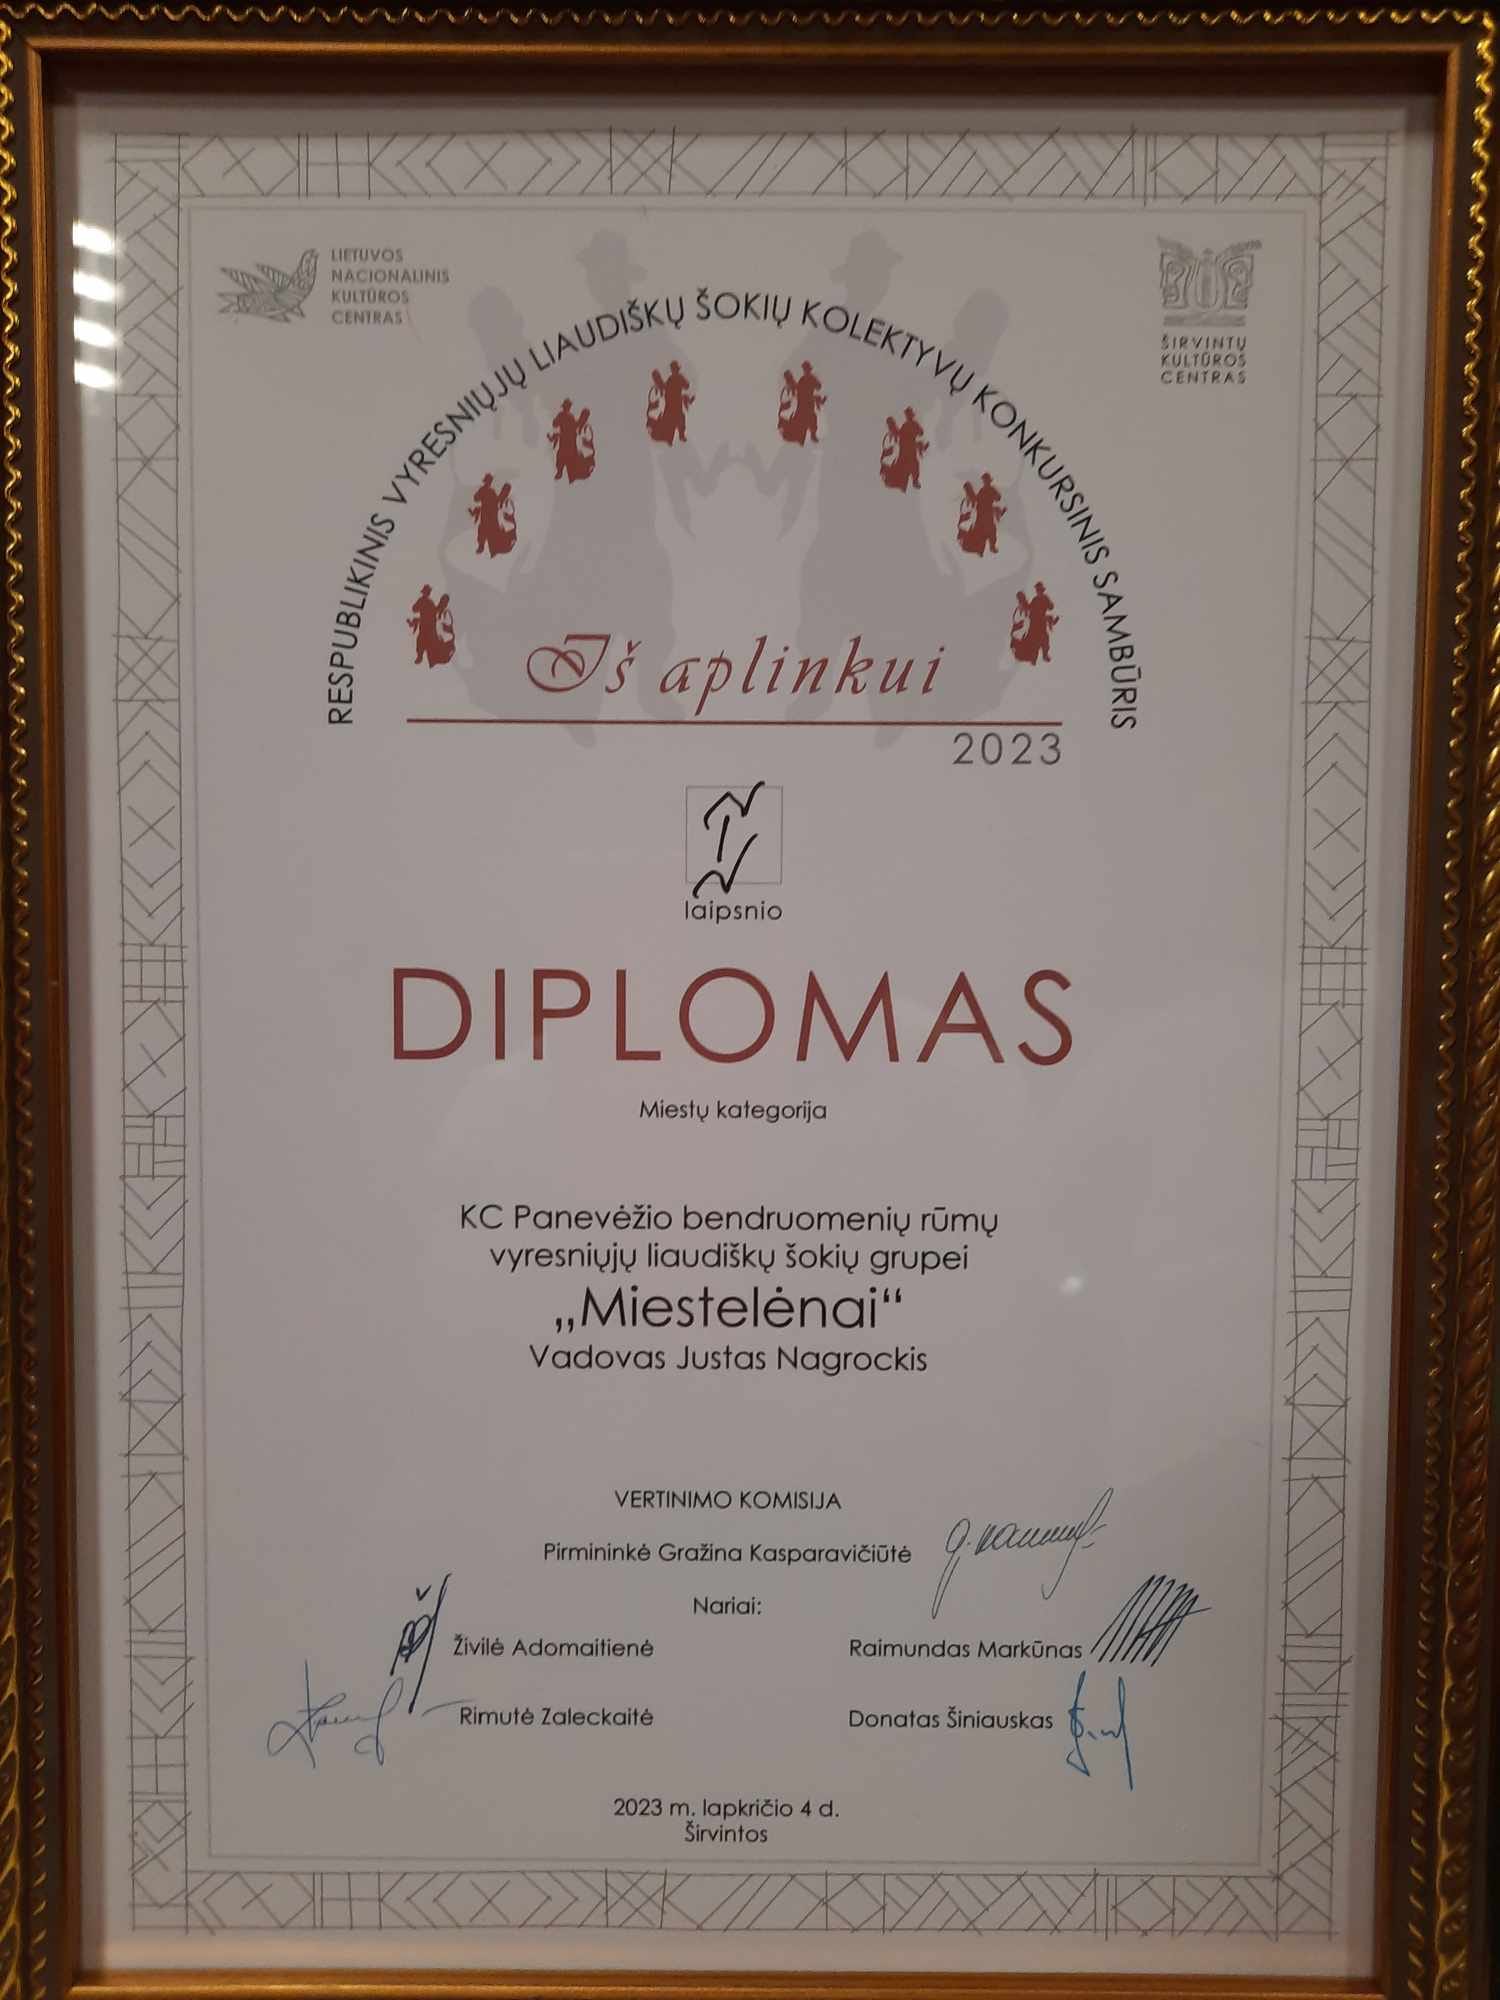 LIETUVOS
NACIONALINIS
KULTŪROS
CENTRAS
ŠIRVINTŲ
KULTŪROS
CENTRAS
RESPUBLIKINIS VYRESNIŲJŲ LIAUDIŠKŲ ŠOKIŲ KOLEKTYVŲ KONKURSINIS SAMBŪRIS
Iš aplinkui
2023
I
laipsnio
DIPLOMAS
Miestų kategorija
KC Panevėžio bendruomenių rūmų
vyresniųjų liaudiškų šokių grupei
„Miestelėnai“
Vadovas Justas Nagrockis
VERTINIMO KOMISIJA
Pirmininkė Gražina Kasparavičiūtė
Nariai:
Živilė Adomaitienė
Raimundas Markūnas
Rimutė Zaleckaitė
Donatas Šiniauskas
2023 m. lapkričio 4 d.
Širvintos